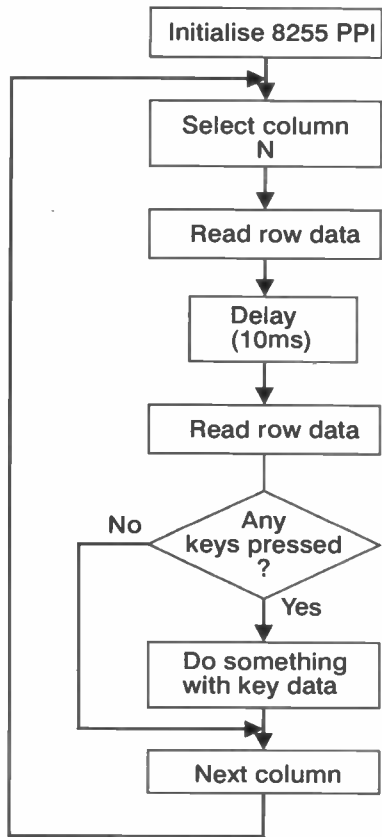 Initialise 8255 PPI
Select column
N
Read row data
Delay
(10ms)
Read row data
Any
keys pressed
?
No
Yes
Do something
with key data
Next column